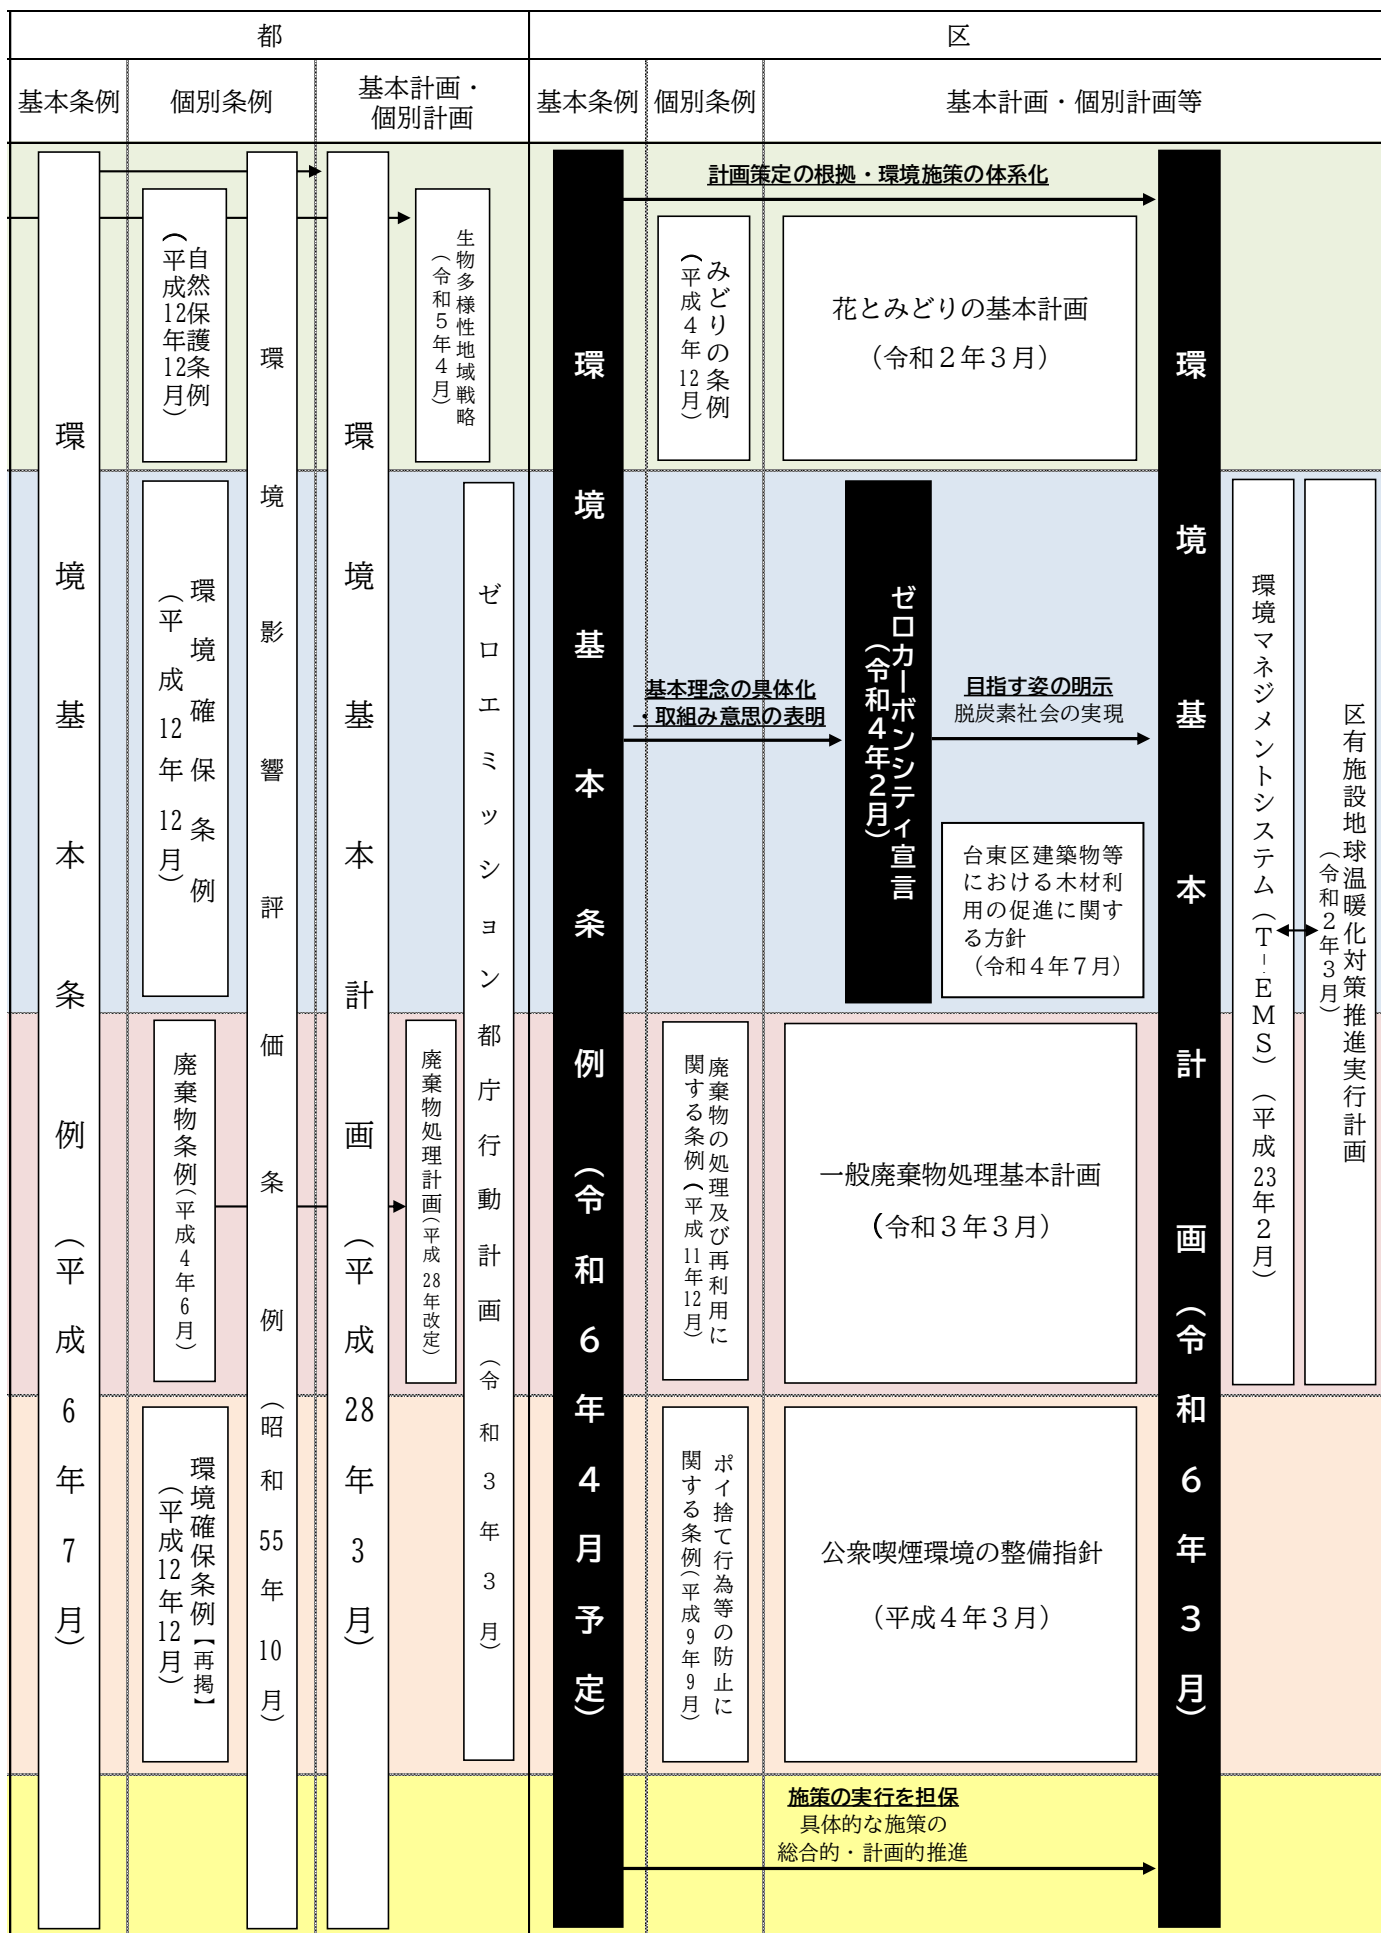 都
区
基本条例
個別条例
基本計画・
個別計画
基本条例
個別条例
基本計画・個別計画等
環境基本条例（平成６年７月）
自然保護条例
（平成12年12月）
環境確保条例
（平成12年12月）
廃棄物条例（平成４年６月）
環境確保条例【再掲】
（平成12年12月）
環境影響評価条例（昭和55年10月）
環境基本計画（平成28年３月）
生物多様性地域戦略
（令和５年４月）
廃棄物処理計画（平成28年改定）
ゼロエミッション都庁行動計画（令和３年３月）
環境基本条例（令和６年４月予定）
計画策定の根拠・環境施策の体系化
みどりの条例
（平成４年12月）
花とみどりの基本計画
（令和２年３月）
基本理念の具体化
・取組み意思の表明
ゼロカーボンシティ宣言
（令和４年２月）
目指す姿の明示
脱炭素社会の実現
台東区建築物等
における木材利
用の促進に関す
る方針
（令和４年７月）
廃棄物の処理及び再利用に
関する条例（平成11年12月）
一般廃棄物処理基本計画
（令和３年３月）
ポイ捨て行為等の防止に
関する条例（平成９年９月）
公衆喫煙環境の整備指針
（平成４年３月）
施策の実行を担保
具体的な施策の
総合的・計画的推進
環境基本計画（令和６年３月）
環境マネジメントシステム（Ｔ－ＥＭＳ）（平成23年２月）
区有施設地球温暖化対策推進実行計画
（令和２年３月）